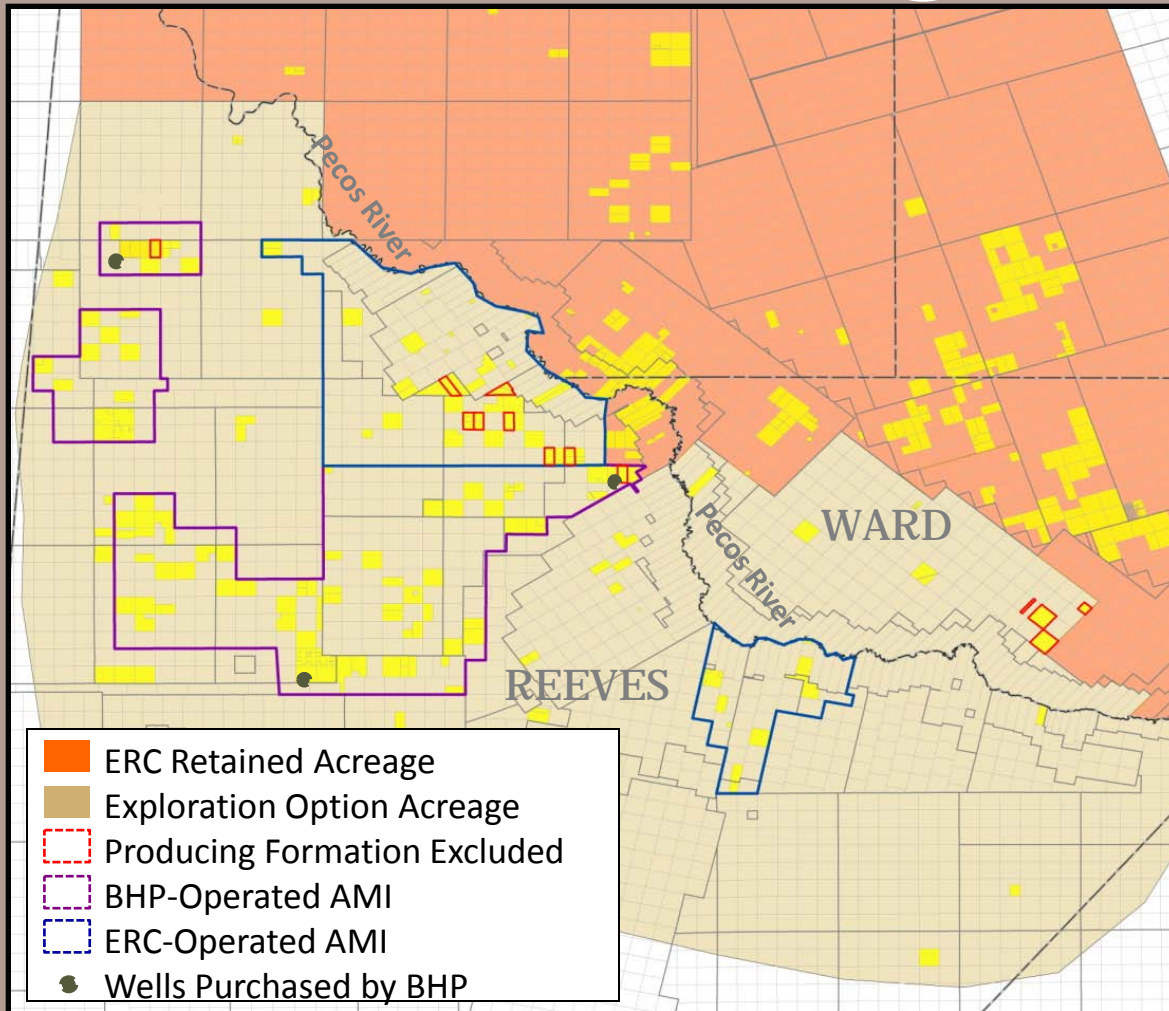 Pecos River
WARD
Pecos River
REEVES
ERC Retained Acreage
Exploration Option Acreage
Producing Formation Excluded
BHP-Operated AMI
ERC-Operated AMI
Wells Purchased by BHP